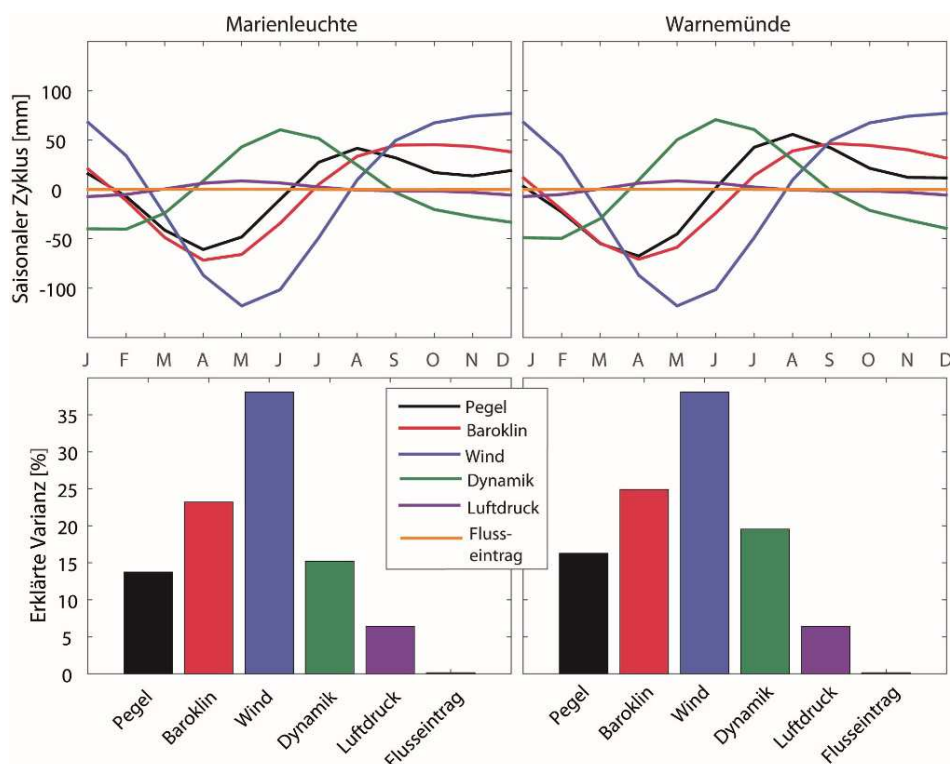 Marienleuchte
Warnemünde
Saisonaler Zyklus [mm]
100
50
0
-50
-100
J F M A M J J A S O N D
J F M A M J J A S O N D
Erklärte Varianz [%]
35
30
25
20
15
10
5
0
Pegel
Baroklin
Wind
Dynamik
Luftdruck
Fluss-
eintrag
Pegel
Baroklin
Wind
Dynamik
Luftdruck
Flusseintrag
Pegel
Baroklin
Wind
Dynamik
Luftdruck
Flusseintrag